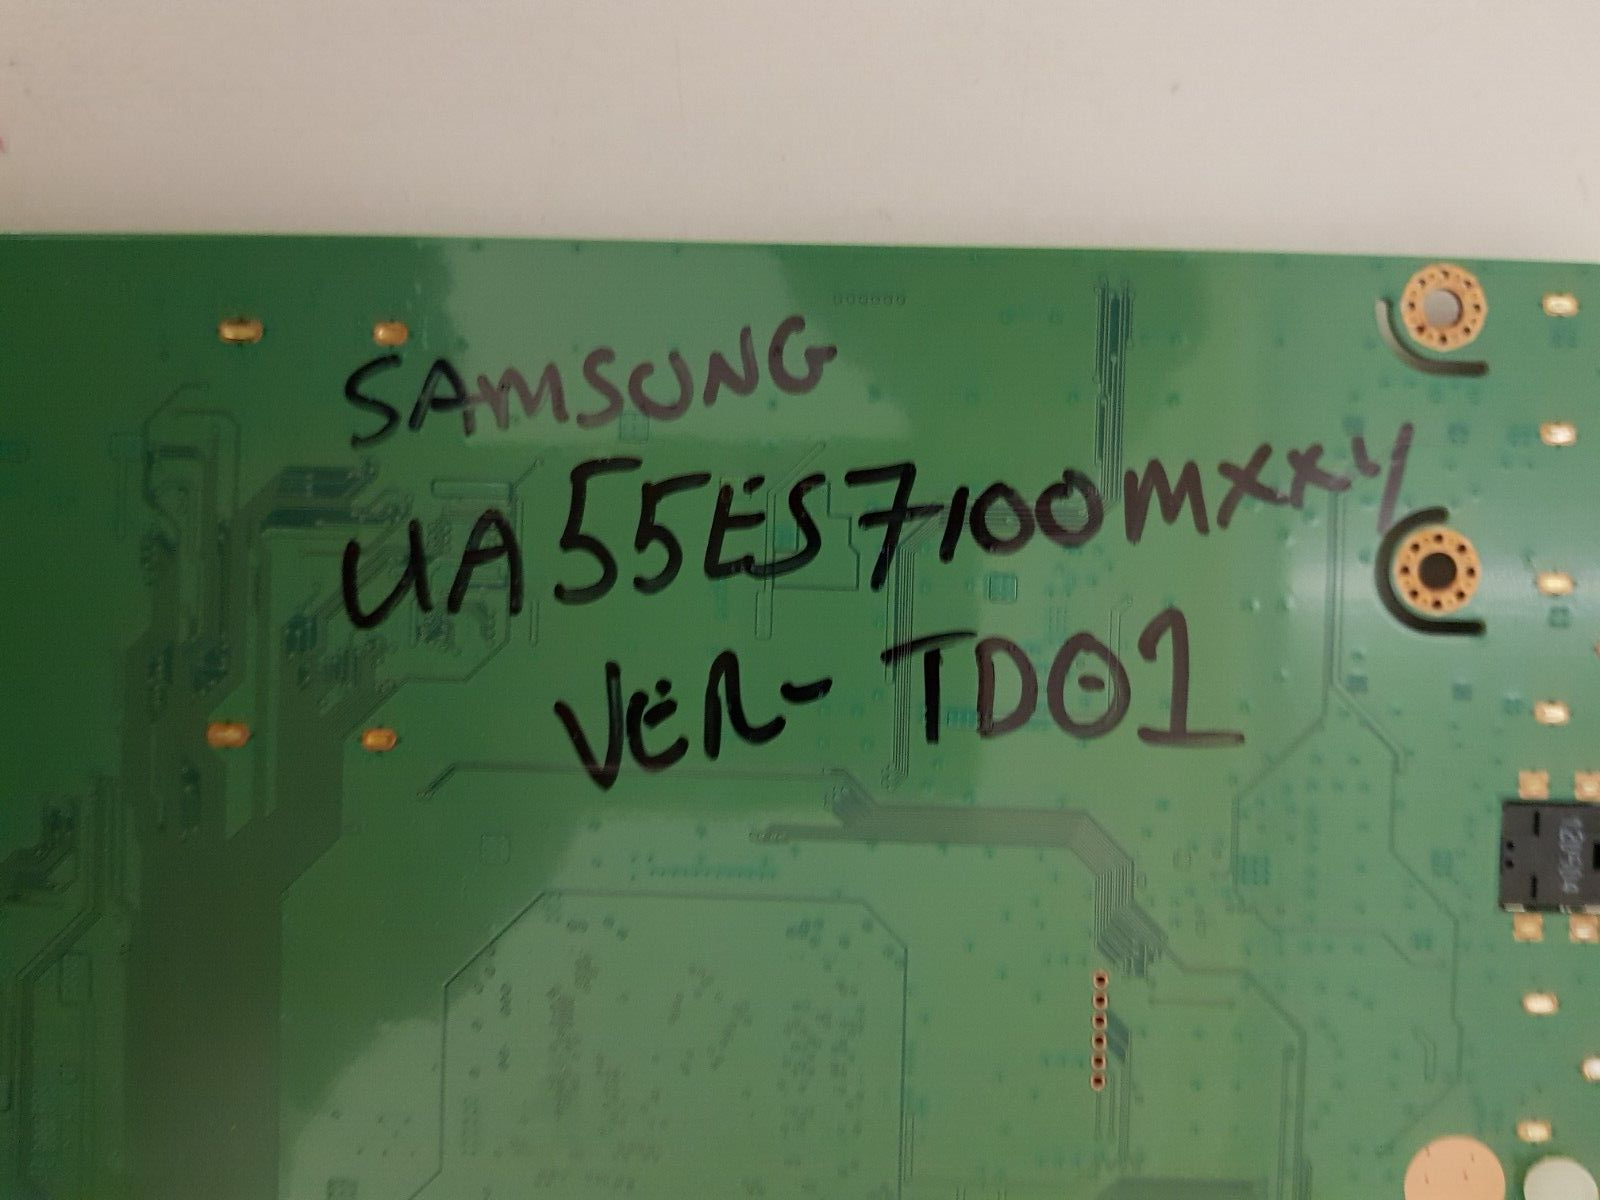 SAMSUNG
UA55ES7100MXXY
VER- TD01